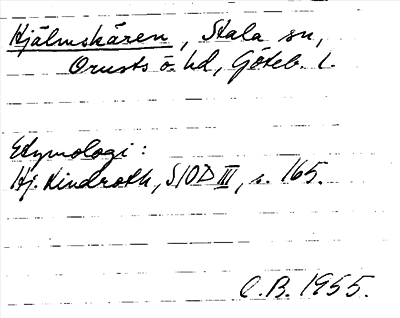 Hjälmskären, Stala sn,
Orusts ö. hd, Göteb. l.
Etymologi:
Hj. Lindroth, SIOD III, s. 165.
C.B. 1955.